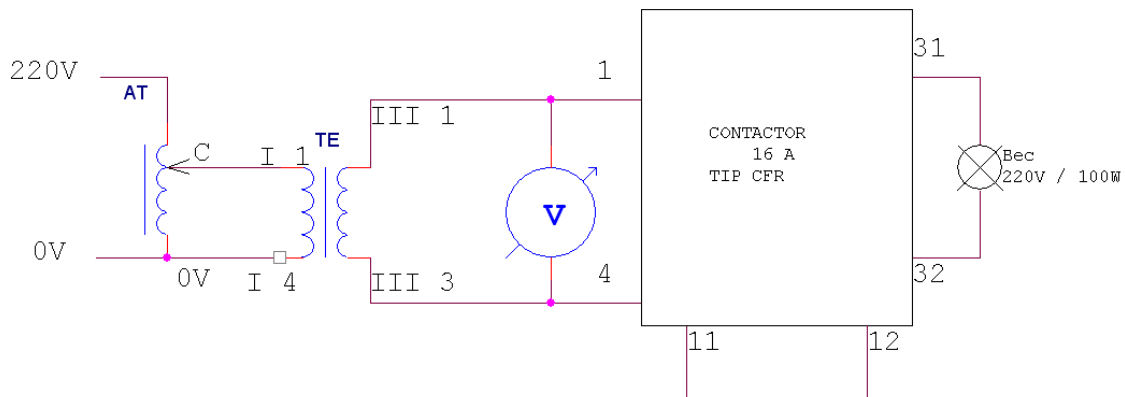 220V
AT
C
I 1
TE
III 1
1
CONTACTOR
16 A
TIP CFR
31
Bec
220V / 100W
V
0V
0V
I 4
III 3
4
32
11
12